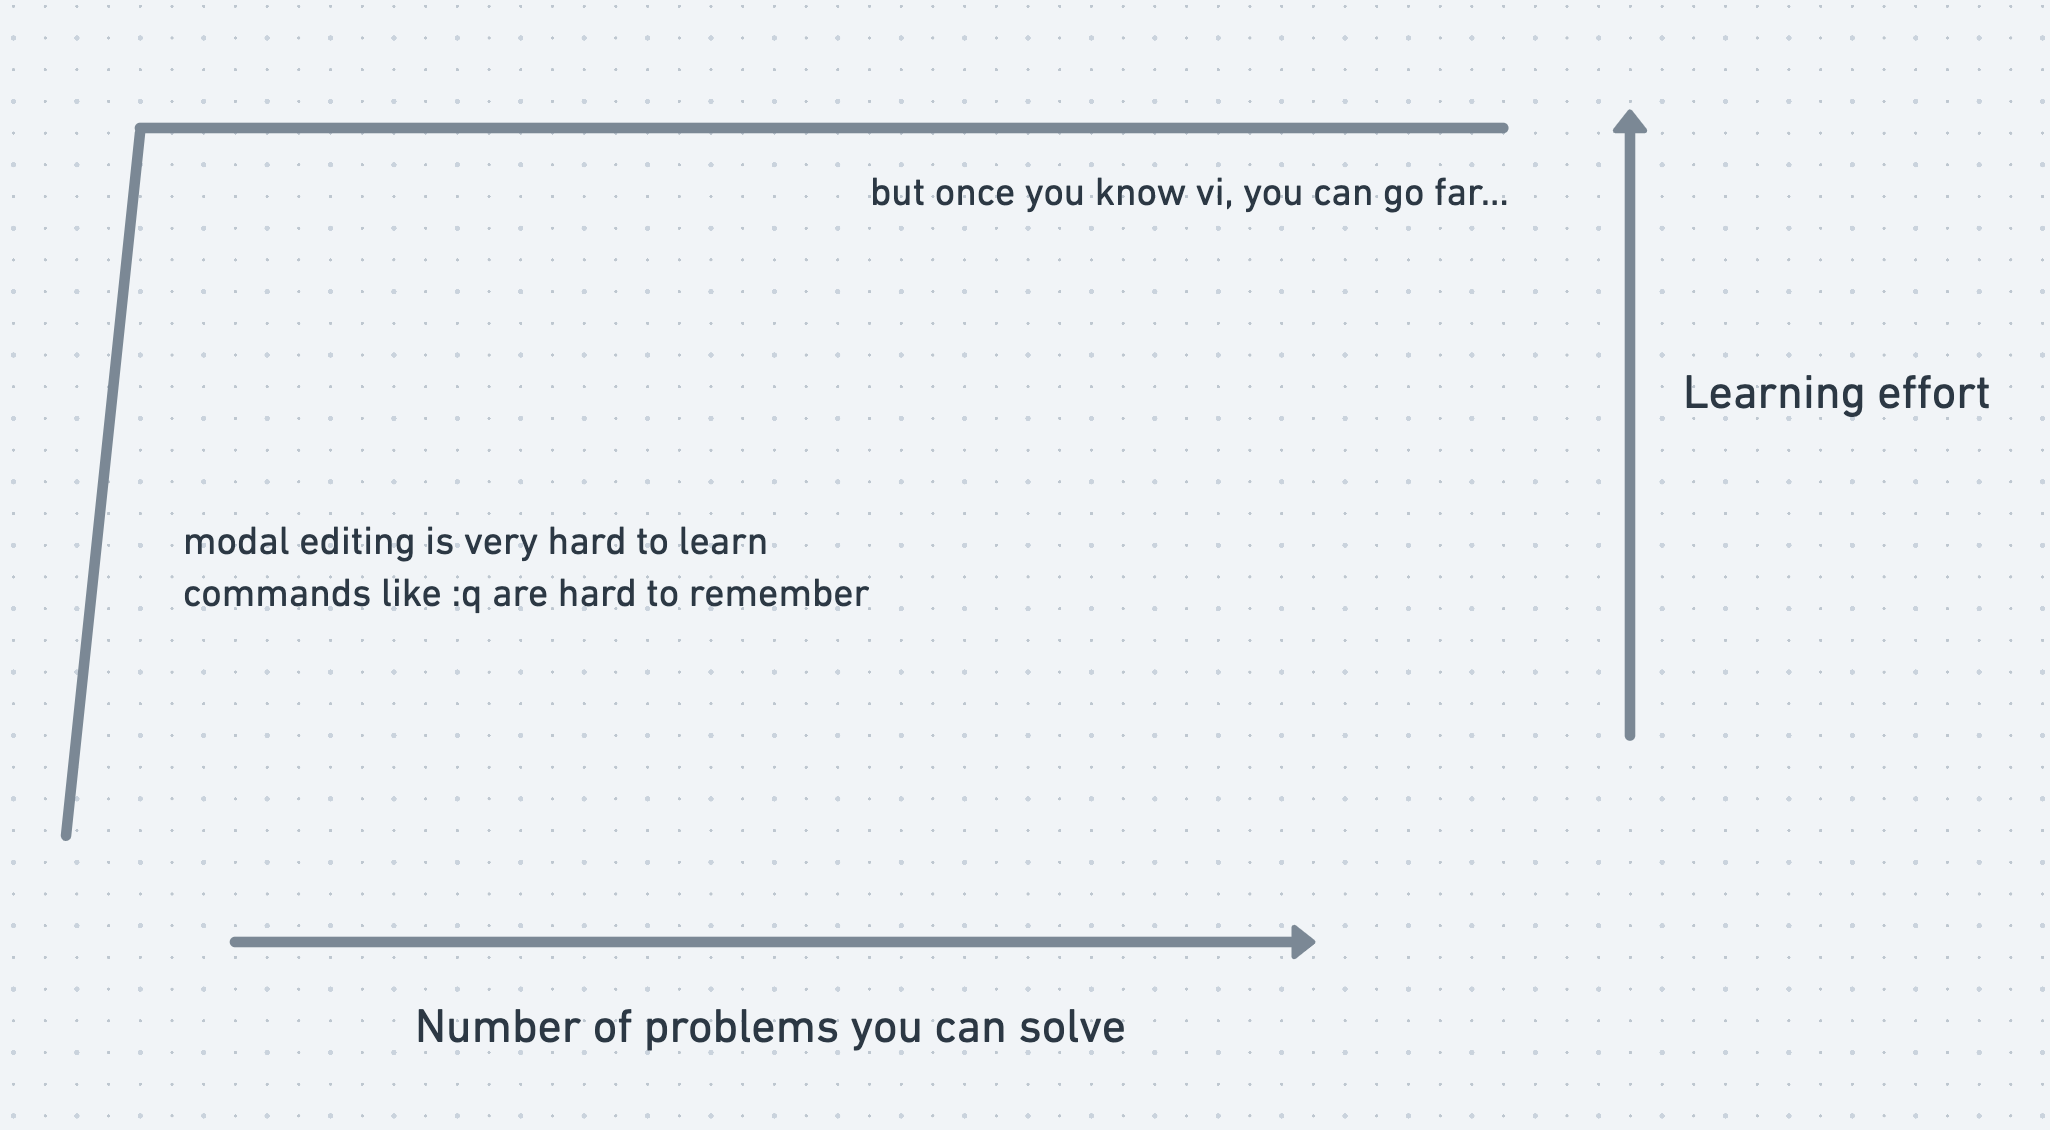 but once you know vi, you can go far...
Learning effort
modal editing is very hard to learn
commands like :q are hard to remember
Number of problems you can solve